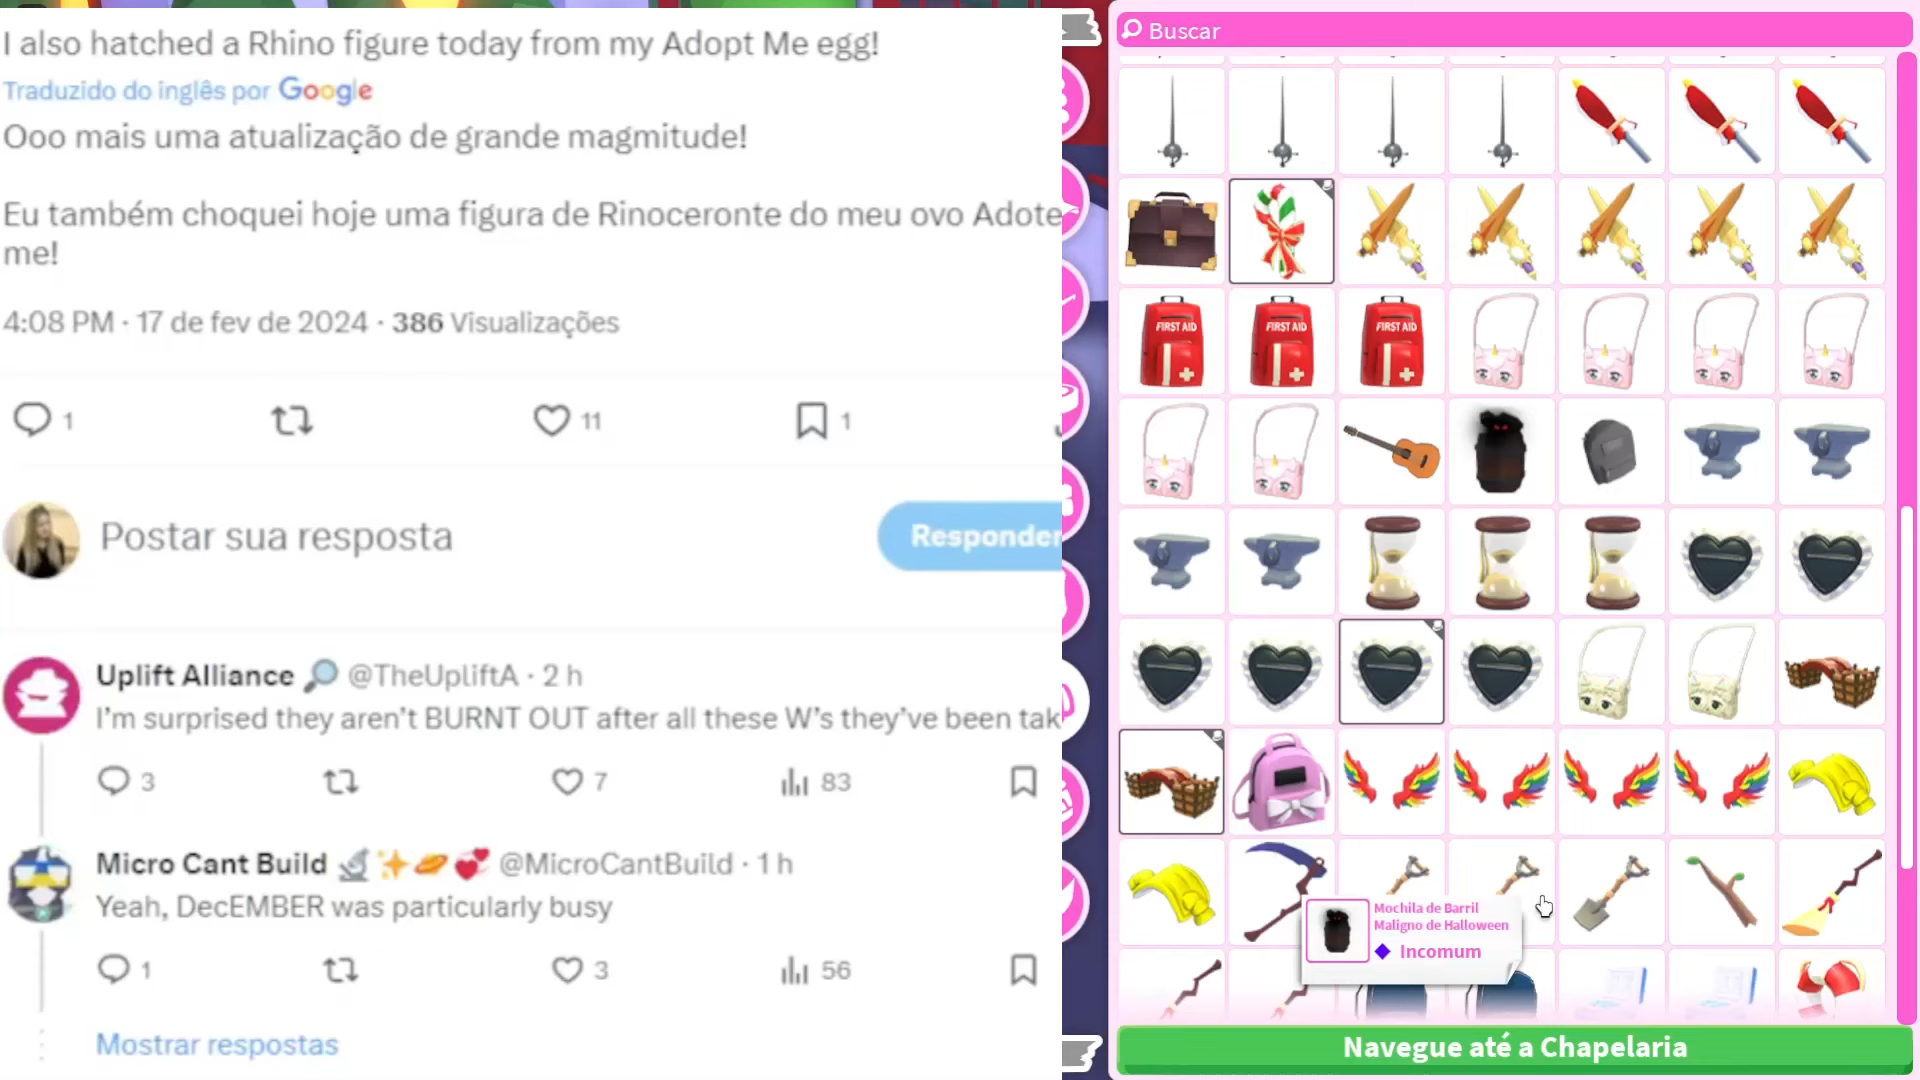 I also hatched a Rhino figure today from my Adopt Me egg!
Traduzido do inglês por Google
Ooo mais uma atualização de grande magmitude!
Eu também choquei hoje uma figura de Rinoceronte do meu ovo Adote
me!
4:08 PM · 17 de fev de 2024 · 386 Visualizações
1 11 1
Postar sua resposta
Responder
Uplift Alliance 🔎 @TheUpliftA · 2 h
I'm surprised they aren't BURNT OUT after all these W's they've been tak
3 7 83
Micro Cant Build 🔬✨🪐💞 @MicroCantBuild · 1 h
Yeah, DecEMBER was particularly busy
1 3 56
Mostrar respostas
Buscar
FIRST AID
FIRST AID
FIRST AID
Mochila de Barril
Maligno de Halloween
Incomum
Navegue até a Chapelaria